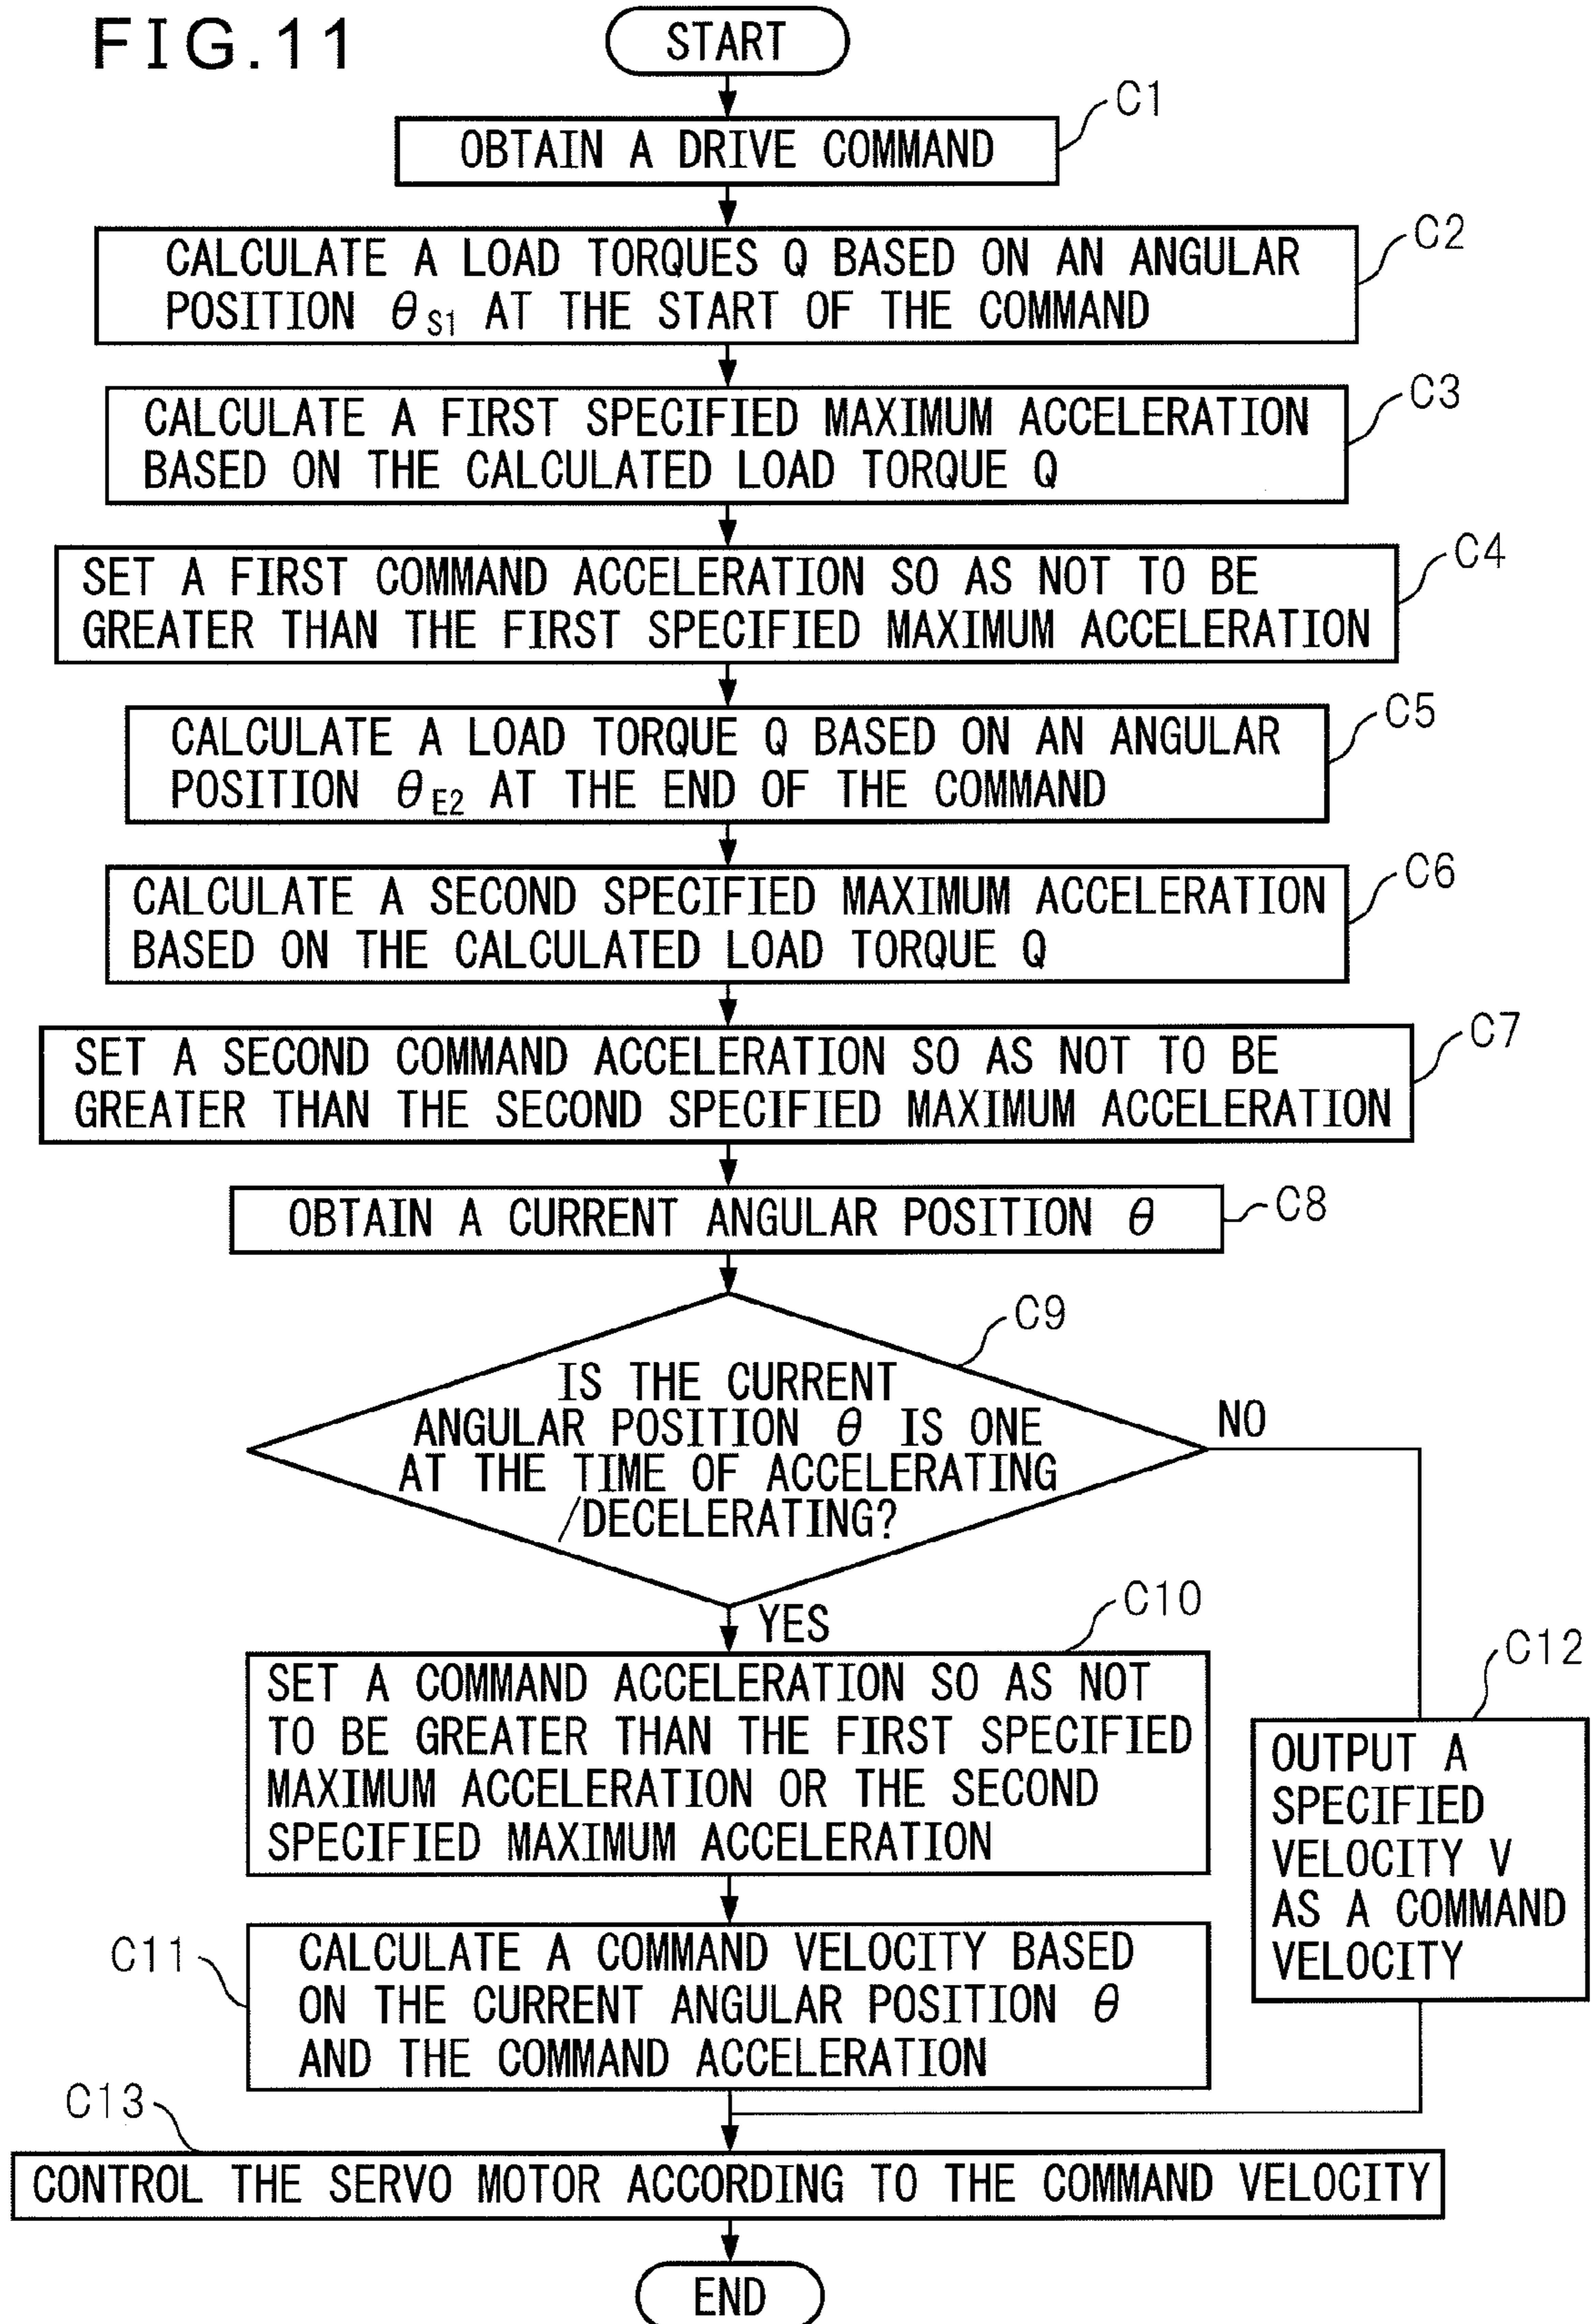 FIG.11
START
C1
OBTAIN A DRIVE COMMAND
C2
CALCULATE A LOAD TORQUES Q BASED ON AN ANGULAR
POSITION θS1 AT THE START OF THE COMMAND
C3
CALCULATE A FIRST SPECIFIED MAXIMUM ACCELERATION
BASED ON THE CALCULATED LOAD TORQUE Q
C4
SET A FIRST COMMAND ACCELERATION SO AS NOT TO BE
GREATER THAN THE FIRST SPECIFIED MAXIMUM ACCELERATION
C5
CALCULATE A LOAD TORQUE Q BASED ON AN ANGULAR
POSITION θE2 AT THE END OF THE COMMAND
C6
CALCULATE A SECOND SPECIFIED MAXIMUM ACCELERATION
BASED ON THE CALCULATED LOAD TORQUE Q
C7
SET A SECOND COMMAND ACCELERATION SO AS NOT TO BE
GREATER THAN THE SECOND SPECIFIED MAXIMUM ACCELERATION
C8
OBTAIN A CURRENT ANGULAR POSITION θ
C9
IS THE CURRENT
ANGULAR POSITION θ IS ONE
AT THE TIME OF ACCELERATING
/DECELERATING?
NO
YES
C10
SET A COMMAND ACCELERATION SO AS NOT
TO BE GREATER THAN THE FIRST SPECIFIED
MAXIMUM ACCELERATION OR THE SECOND
SPECIFIED MAXIMUM ACCELERATION
C12
OUTPUT A
SPECIFIED
VELOCITY V
AS A COMMAND
VELOCITY
C11
CALCULATE A COMMAND VELOCITY BASED
ON THE CURRENT ANGULAR POSITION θ
AND THE COMMAND ACCELERATION
C13
CONTROL THE SERVO MOTOR ACCORDING TO THE COMMAND VELOCITY
END